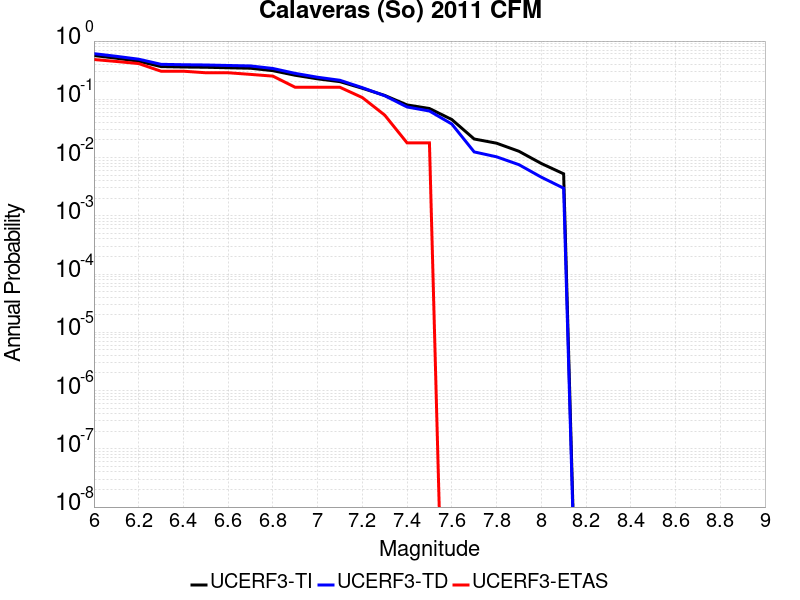 Calaveras (So) 2011 CFM
Annual Probability
10^0
10^-1
10^-2
10^-3
10^-4
10^-5
10^-6
10^-7
10^-8
6 6.2 6.4 6.6 6.8 7 7.2 7.4 7.6 7.8 8 8.2 8.4 8.6 8.8 9
Magnitude
UCERF3-TI UCERF3-TD UCERF3-ETAS